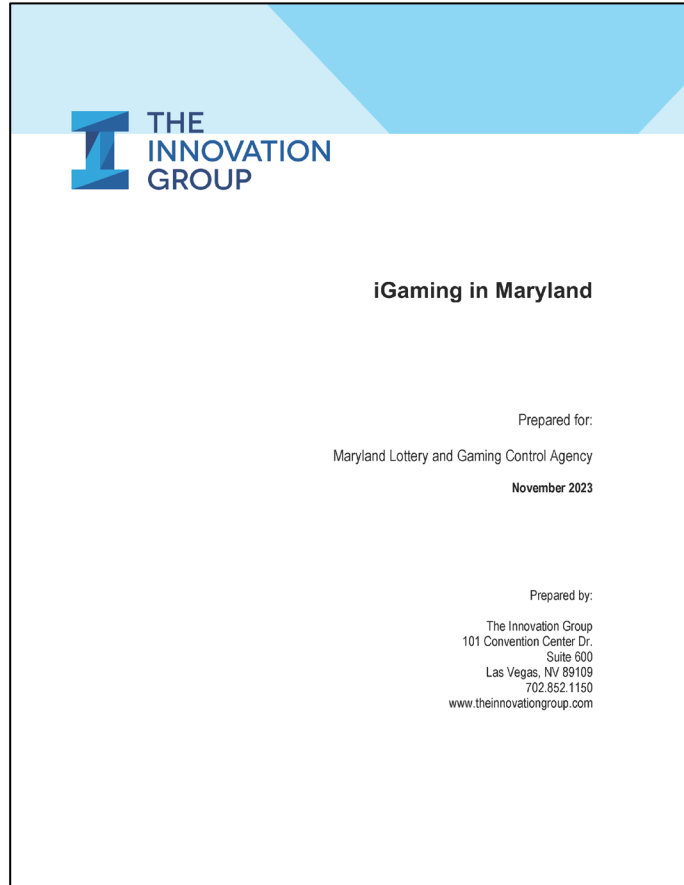 THE
INNOVATION
GROUP
iGaming in Maryland
Prepared for:
Maryland Lottery and Gaming Control Agency
November 2023
Prepared by:
The Innovation Group
101 Convention Center Dr.
Suite 600
Las Vegas, NV 89109
702.852.1150
www.theinnovationgroup.com